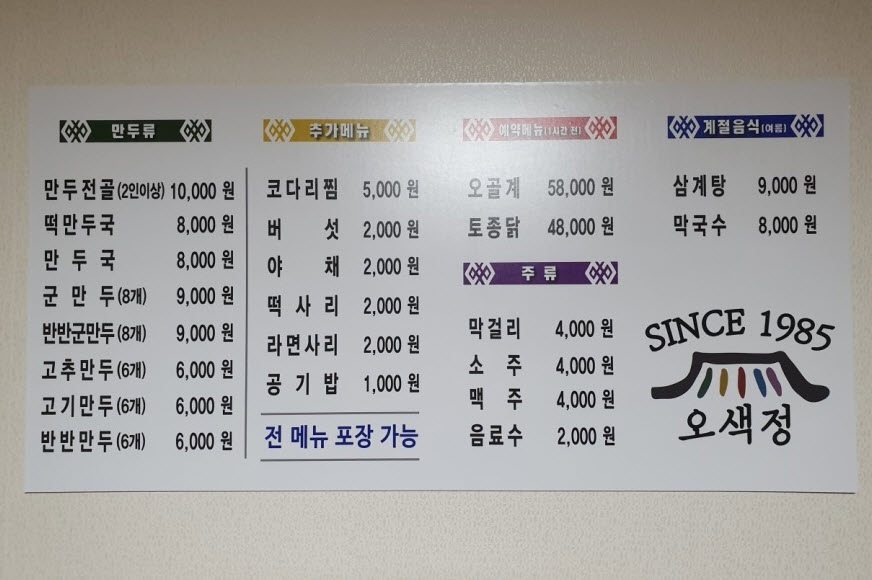 만두류
만두전골(2인이상) 10,000 원
떡만두국 8,000 원
만 두 국 8,000 원
군 만 두(8개) 9,000 원
반반군만두(8개) 9,000 원
고추만두(6개) 6,000 원
고기만두(6개) 6,000 원
반반만두(6개) 6,000 원
추가메뉴
코다리찜 5,000 원
버 섯 2,000 원
야 채 2,000 원
떡 사 리 2,000 원
라면사리 2,000 원
공 기 밥 1,000 원
전 메뉴 포장 가능
예약메뉴(1시간 전)
오골계 58,000 원
토종닭 48,000 원
주 류
막걸리 4,000 원
소 주 4,000 원
맥 주 4,000 원
음료수 2,000 원
계절음식(여름)
삼계탕 9,000 원
막국수 8,000 원
SINCE 1985
오색정